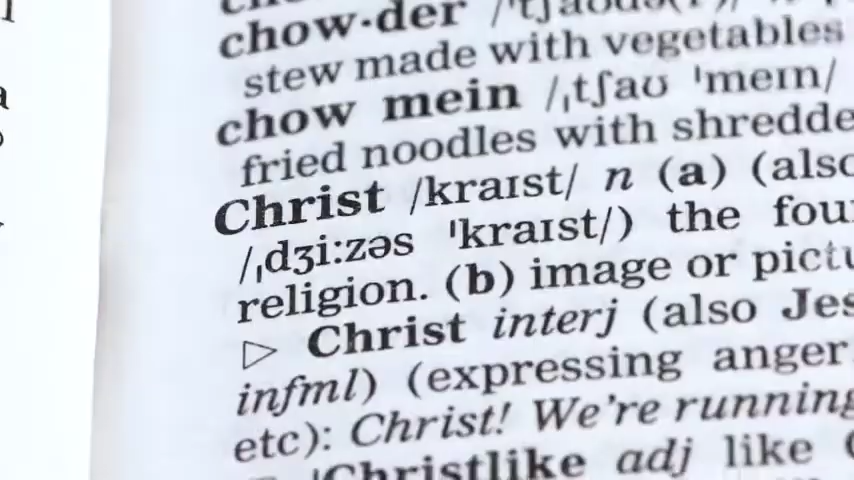 chow·der
stew made with vegetables
chow mein /ˌtʃaʊ ˈmeɪn/
fried noodles with shredde
Christ /kraɪst/ n (a) (also
/ˌdʒi:zəs ˈkraɪst/) the fou
religion. (b) image or pictu
▷ Christ interj (also Jes
infml) (expressing anger
etc): Christ! We're running
Christlike adj like